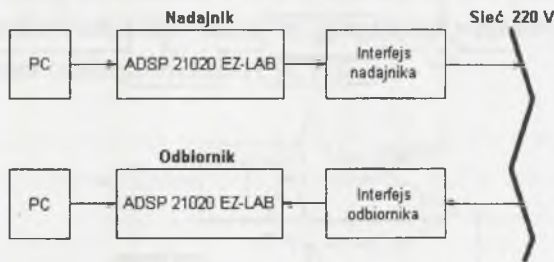 Nadajnik
Sieć 220 V
PC
ADSP 21020 EZ-LAB
Interfejs
nadajnika
Odbiornik
PC
ADSP 21020 EZ-LAB
Interfejs
odbiornika